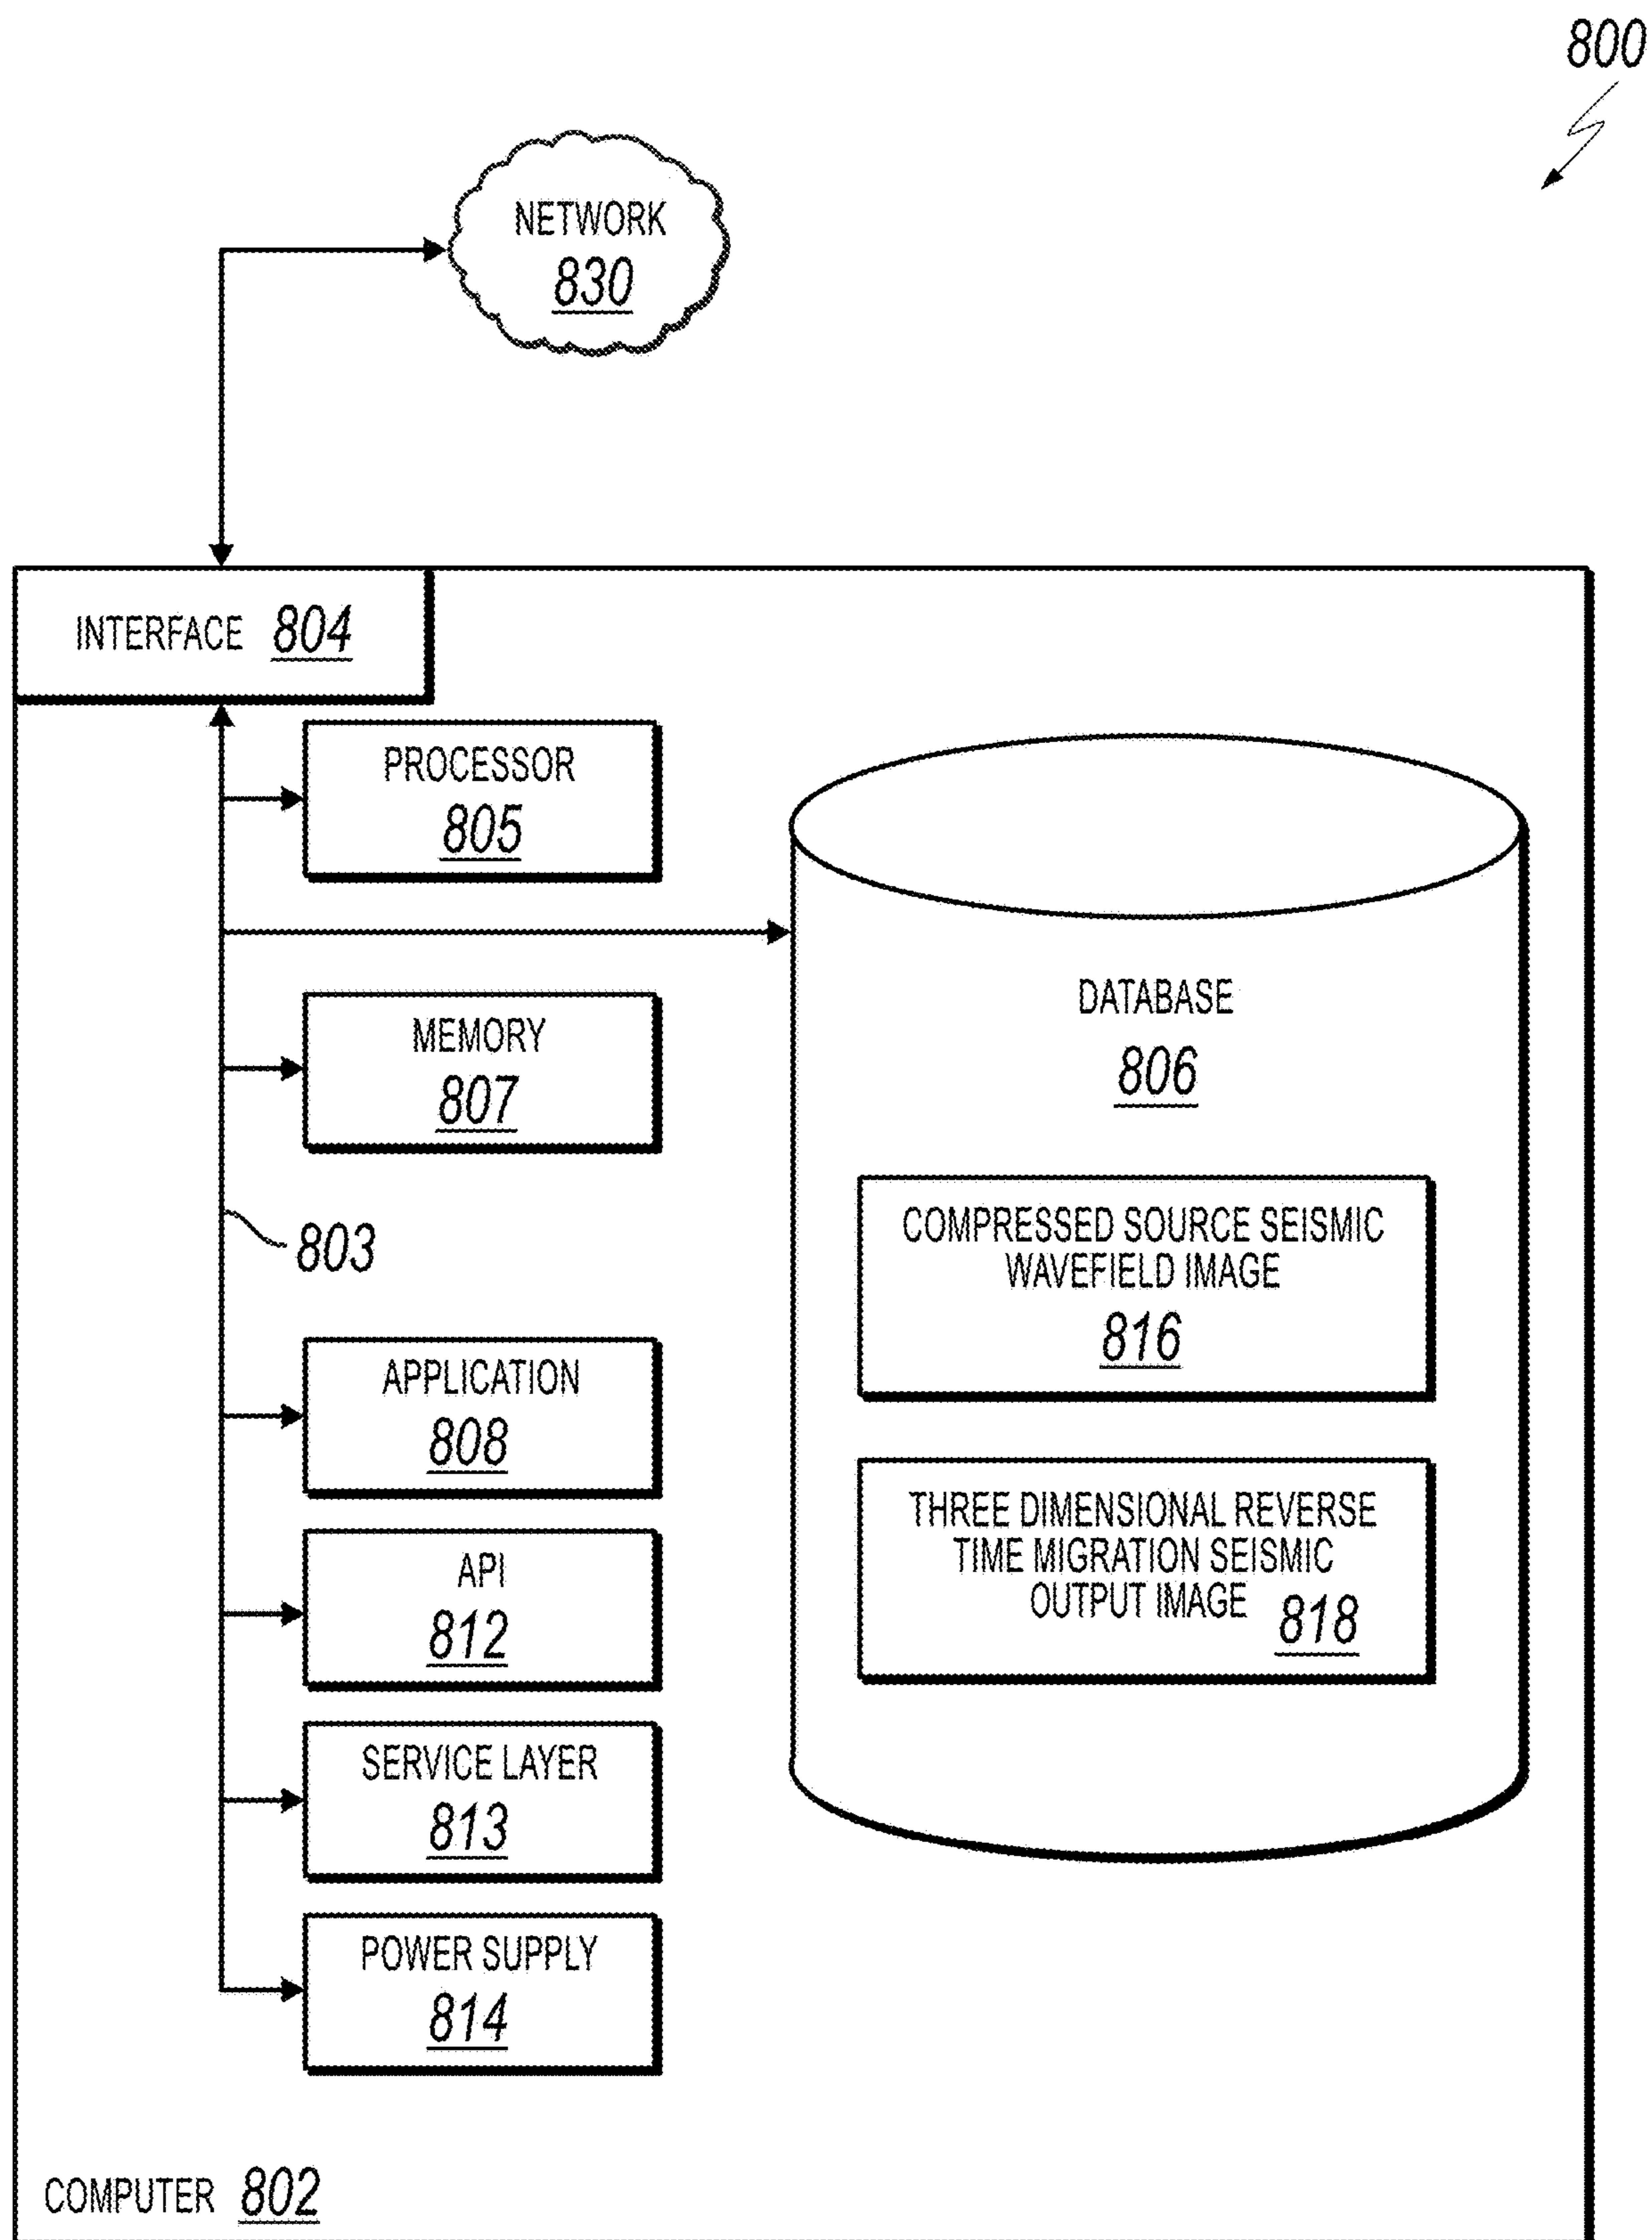 800
NETWORK
830
INTERFACE 804
PROCESSOR
805
MEMORY
807
803
APPLICATION
808
API
812
SERVICE LAYER
813
POWER SUPPLY
814
DATABASE
806
COMPRESSED SOURCE SEISMIC
WAVEFIELD IMAGE
816
THREE DIMENSIONAL REVERSE
TIME MIGRATION SEISMIC
OUTPUT IMAGE 818
COMPUTER 802